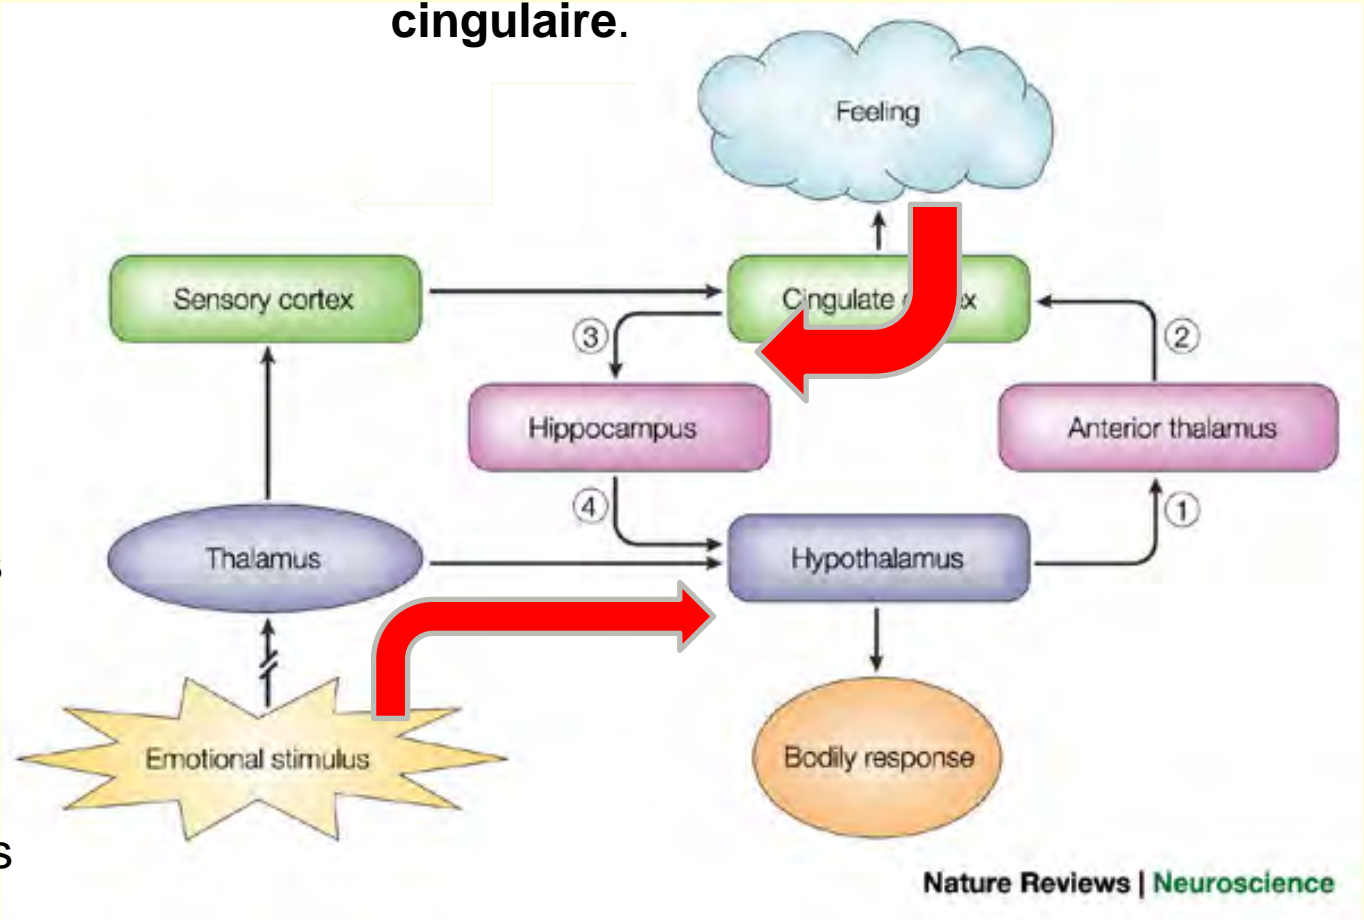 cingulaire.
Feeling
Sensory cortex
Cingulate
③
②
Hippocampus
Anterior thalamus
④
①
Thalamus
Hypothalamus
Emotional stimulus
Bodily response
s
s
Nature Reviews | Neuroscience